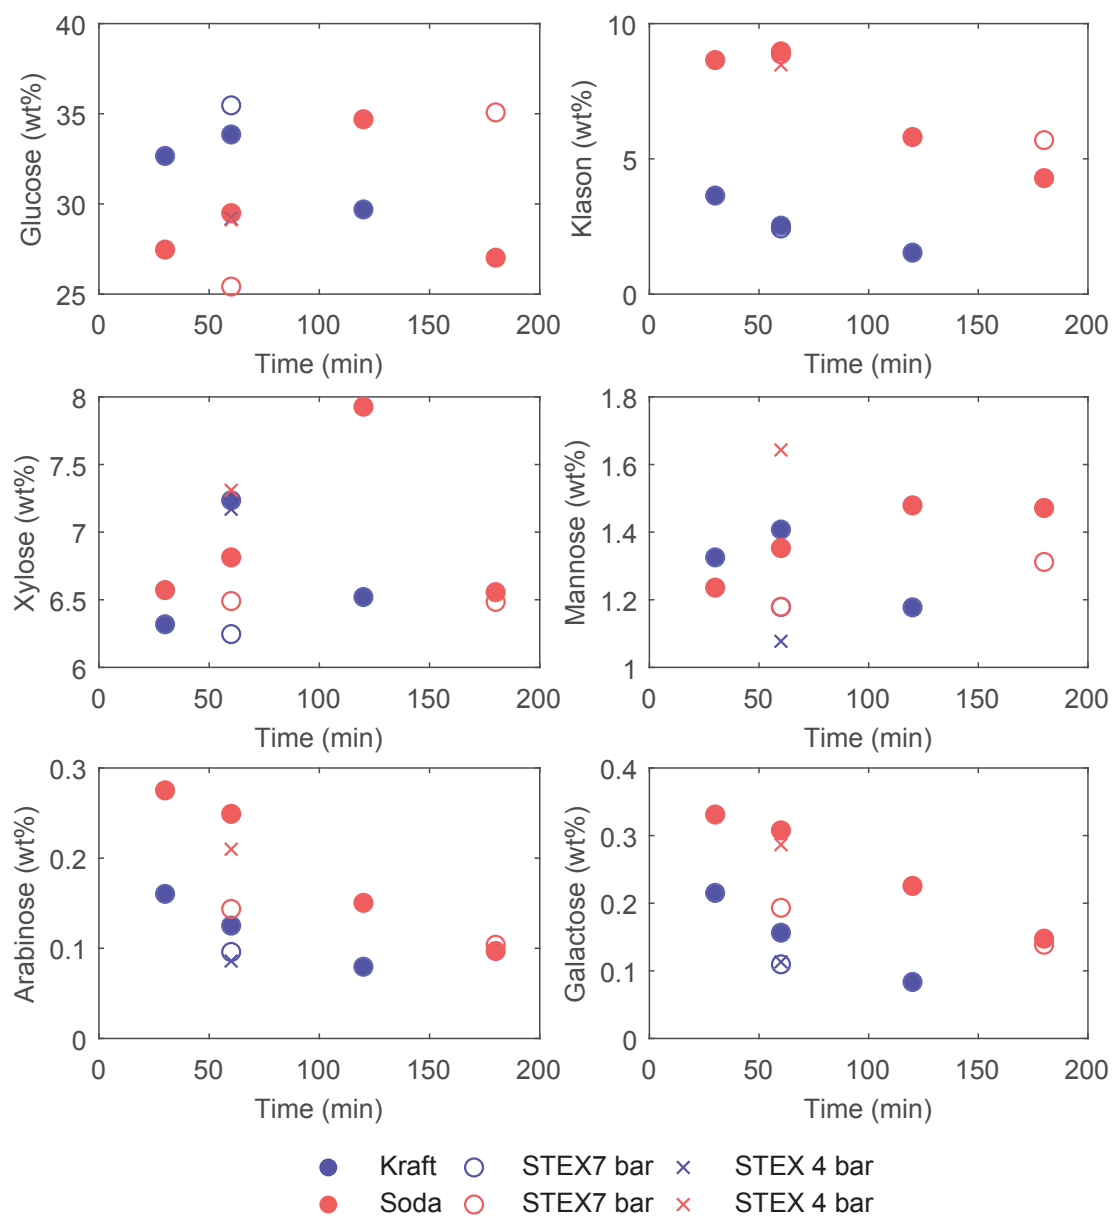 40
35
30
25
Glucose (wt%)
0 50 100 150 200
Time (min)
10
5
0
Klason (wt%)
0 50 100 150 200
Time (min)
8
7.5
7
6.5
6
Xylose (wt%)
0 50 100 150 200
Time (min)
1.8
1.6
1.4
1.2
1
Mannose (wt%)
0 50 100 150 200
Time (min)
0.3
0.2
0.1
0
Arabinose (wt%)
0 50 100 150 200
Time (min)
0.4
0.3
0.2
0.1
0
Galactose (wt%)
0 50 100 150 200
Time (min)
Kraft STEX7 bar STEX 4 bar
Soda STEX7 bar STEX 4 bar